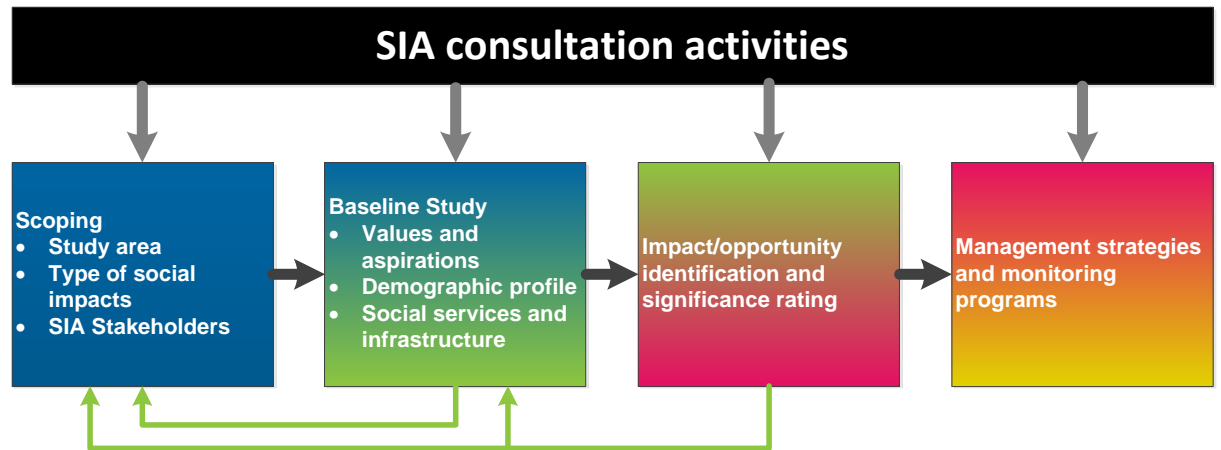 SIA consultation activities
Scoping
• Study area
• Type of social
impacts
• SIA Stakeholders
Baseline Study
• Values and
aspirations
• Demographic profile
• Social services and
infrastructure
Impact/opportunity
identification and
significance rating
Management strategies
and monitoring
programs